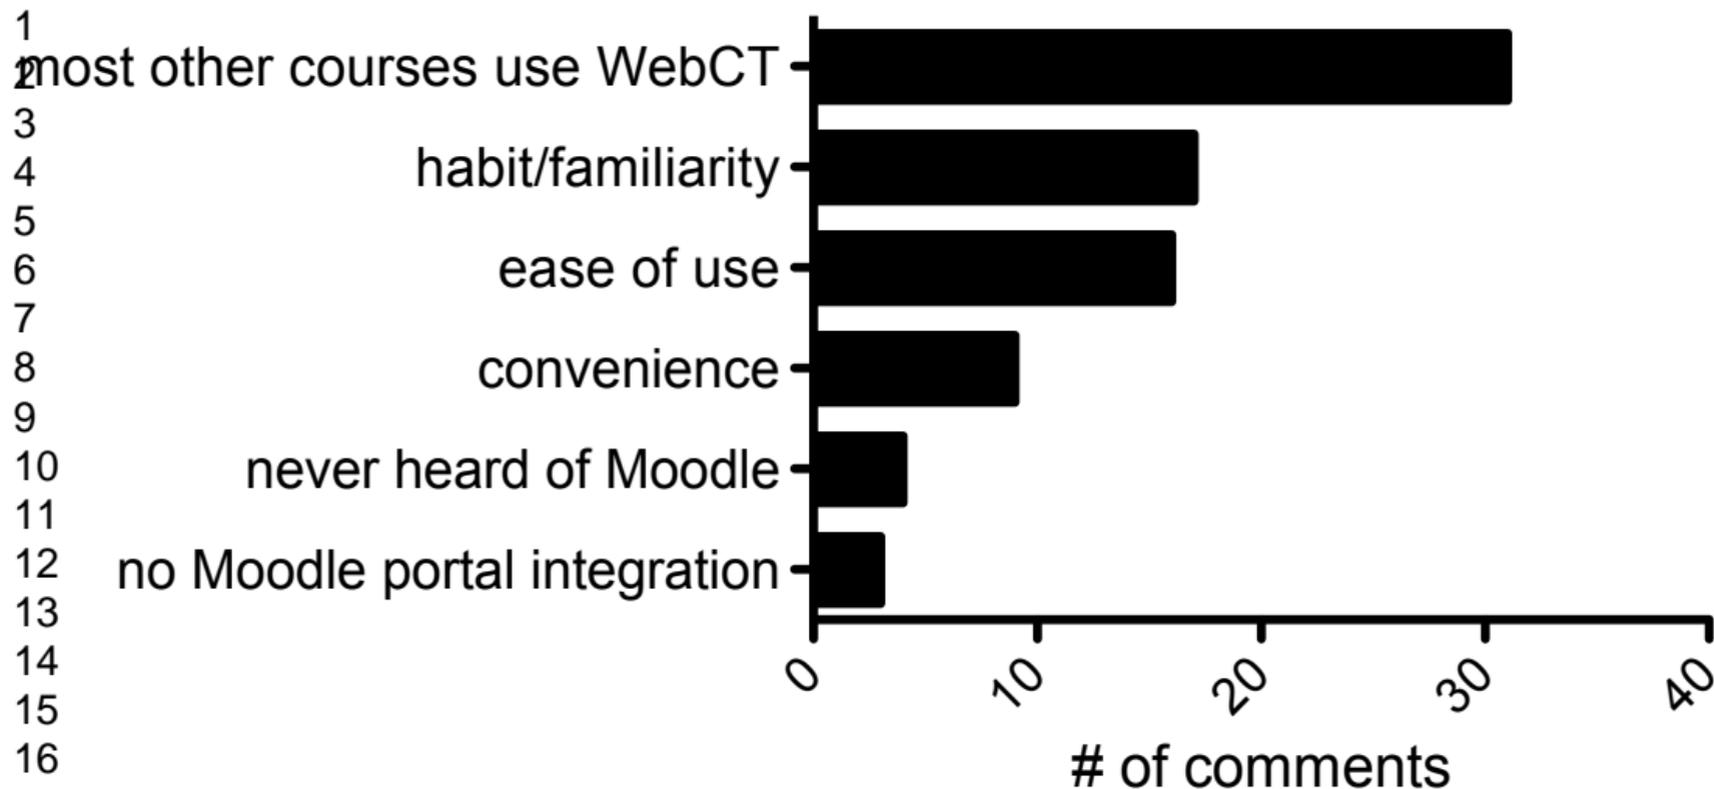 1
most other courses use WebCT
2
3
habit/familiarity
4
5
ease of use
6
7
convenience
8
9
never heard of Moodle
10
11
no Moodle portal integration
12
13
0 10 20 30 40
14
15
# of comments
16